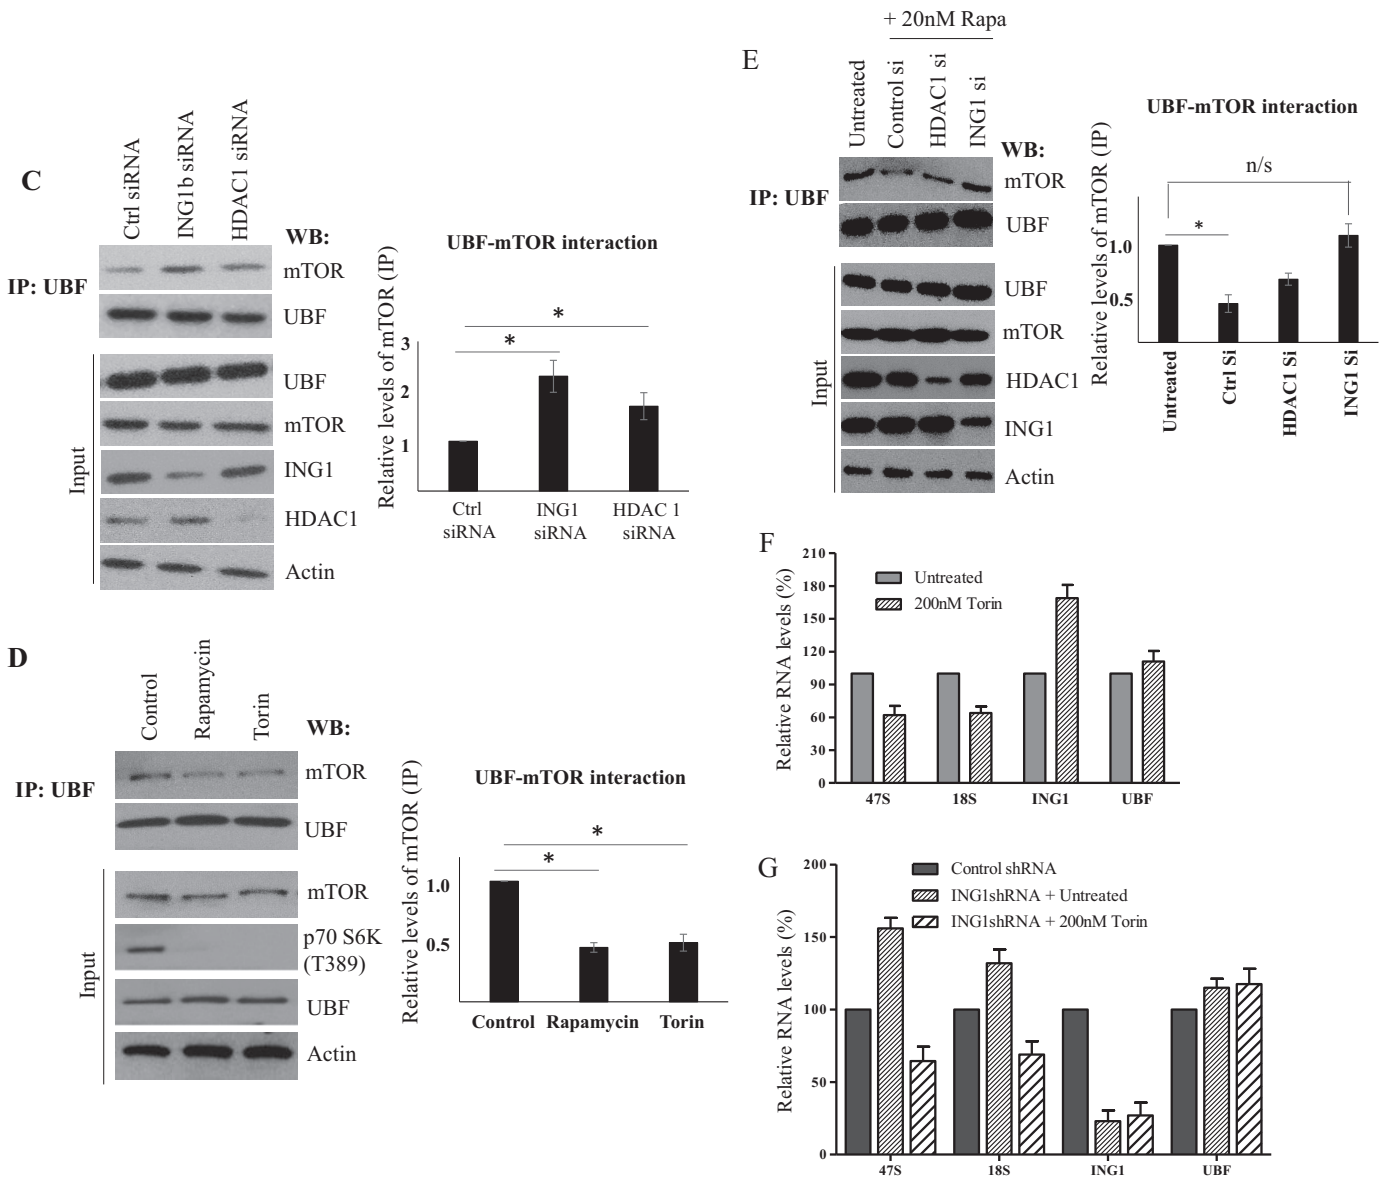 C
Ctrl siRNA
ING1b siRNA
HDAC1 siRNA
WB:
IP: UBF
mTOR
UBF
Input
UBF
mTOR
ING1
HDAC1
Actin
UBF-mTOR interaction
Relative levels of mTOR (IP)
3
2
1
*
*
Ctrl
siRNA
ING1
siRNA
HDAC 1
siRNA
D
Control
Rapamycin
Torin
WB:
IP: UBF
mTOR
UBF
Input
mTOR
p70 S6K
(T389)
UBF
Actin
UBF-mTOR interaction
Relative levels of mTOR (IP)
1.0
0.5
*
*
Control Rapamycin Torin
E
+ 20nM Rapa
Untreated
Control si
HDAC1 si
ING1 si
WB:
IP: UBF
mTOR
UBF
Input
UBF
mTOR
HDAC1
ING1
Actin
UBF-mTOR interaction
Relative levels of mTOR (IP)
n/s
*
1.0
0.5
Untreated
Ctrl Si
HDAC1 Si
ING1 Si
F
Relative RNA levels (%)
210
180
150
120
90
60
30
0
Untreated
200nM Torin
47S 18S ING1 UBF
G
Relative RNA levels (%)
200
150
100
50
0
Control shRNA
ING1shRNA + Untreated
ING1shRNA + 200nM Torin
47S 18S ING1 UBF